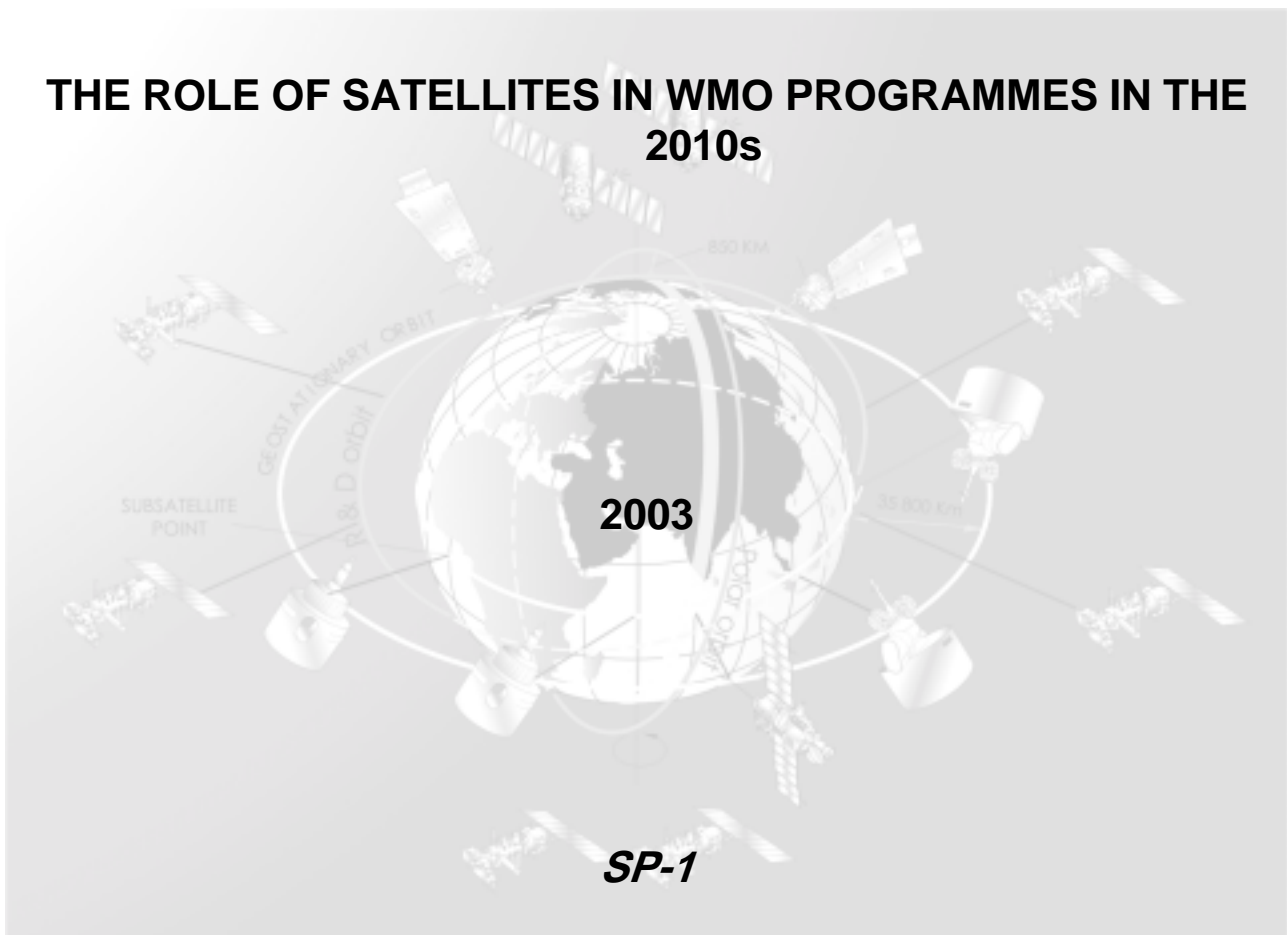 THE ROLE OF SATELLITES IN WMO PROGRAMMES IN THE
2010s
850 KM
GEOSTATIONARY ORBIT
R& D orbit
SUBSATELLITE
POINT
2003
35 800 Km
Polar orbit
SP-1